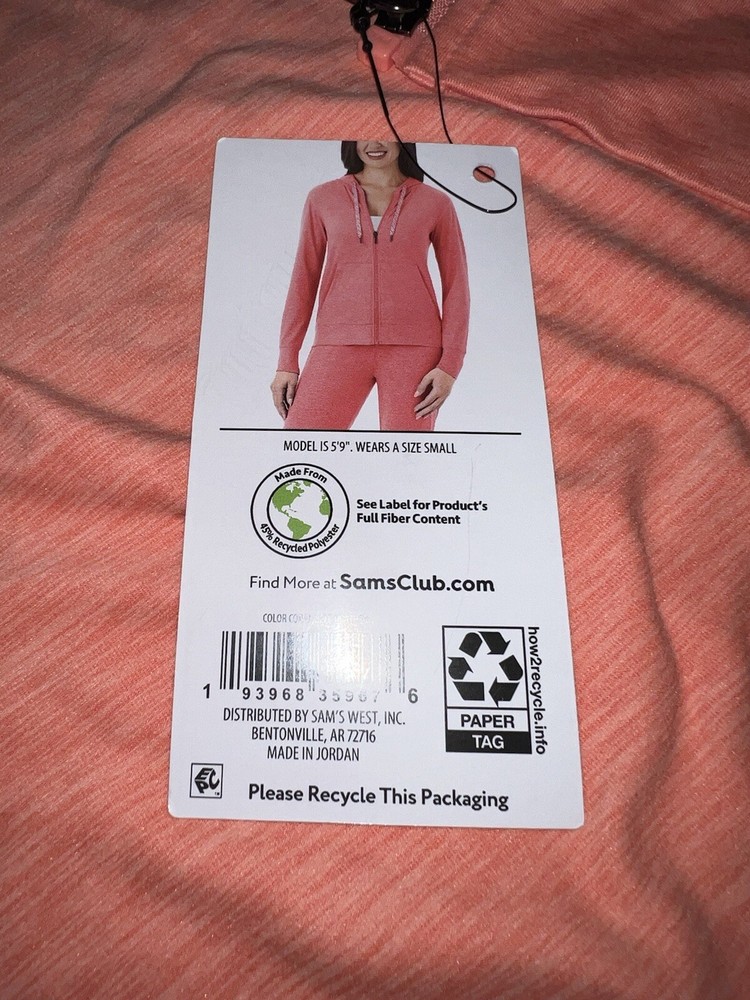 MODEL IS 5'9". WEARS A SIZE SMALL
Made From
45% Recycled Polyester
See Label for Product's
Full Fiber Content
Find More at SamsClub.com
COLOR
1 93968 35967 6
DISTRIBUTED BY SAM'S WEST, INC.
BENTONVILLE, AR 72716
MADE IN JORDAN
how2recycle.info
PAPER
TAG
EPC
Please Recycle This Packaging